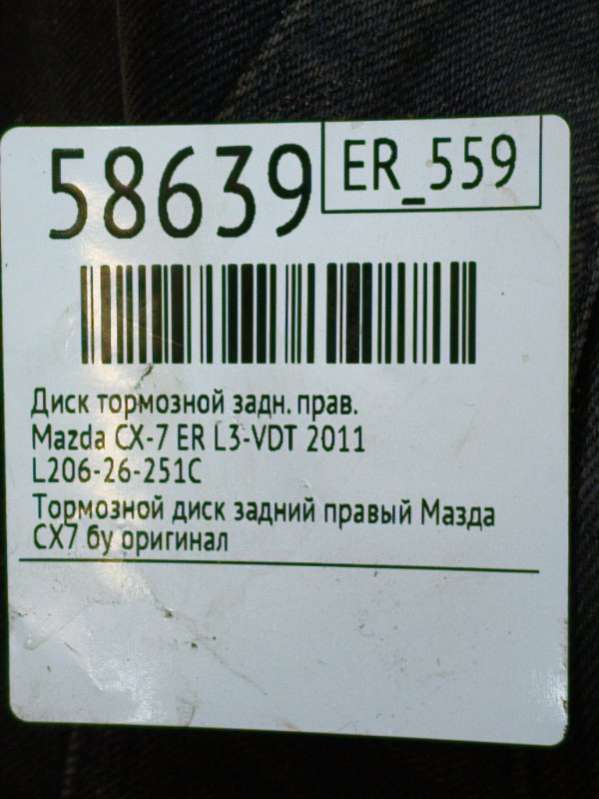 58639
ER_559
Диск тормозной задн. прав.
Mazda CX-7 ER L3-VDT 2011
L206-26-251C
Тормозной диск задний правый Мазда
CX7 бу оригинал